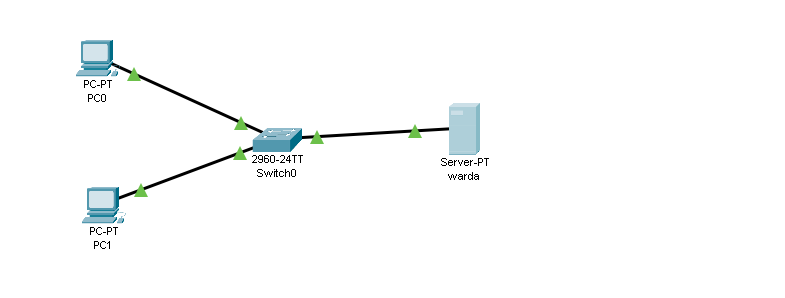 PC-PT
PC0
2960-24TT
Switch0
Server-PT
warda
PC-PT
PC1